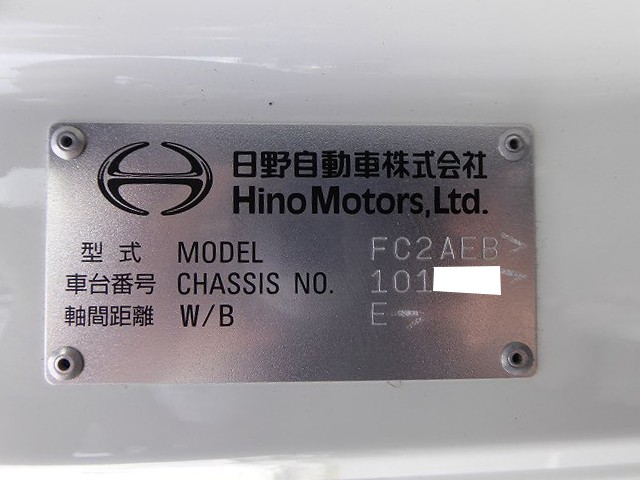 日野自動車株式会社
Hino Motors, Ltd.
型式 MODEL FC2AEB>
車台番号 CHASSIS NO. 101 >
軸間距離 W/B E>